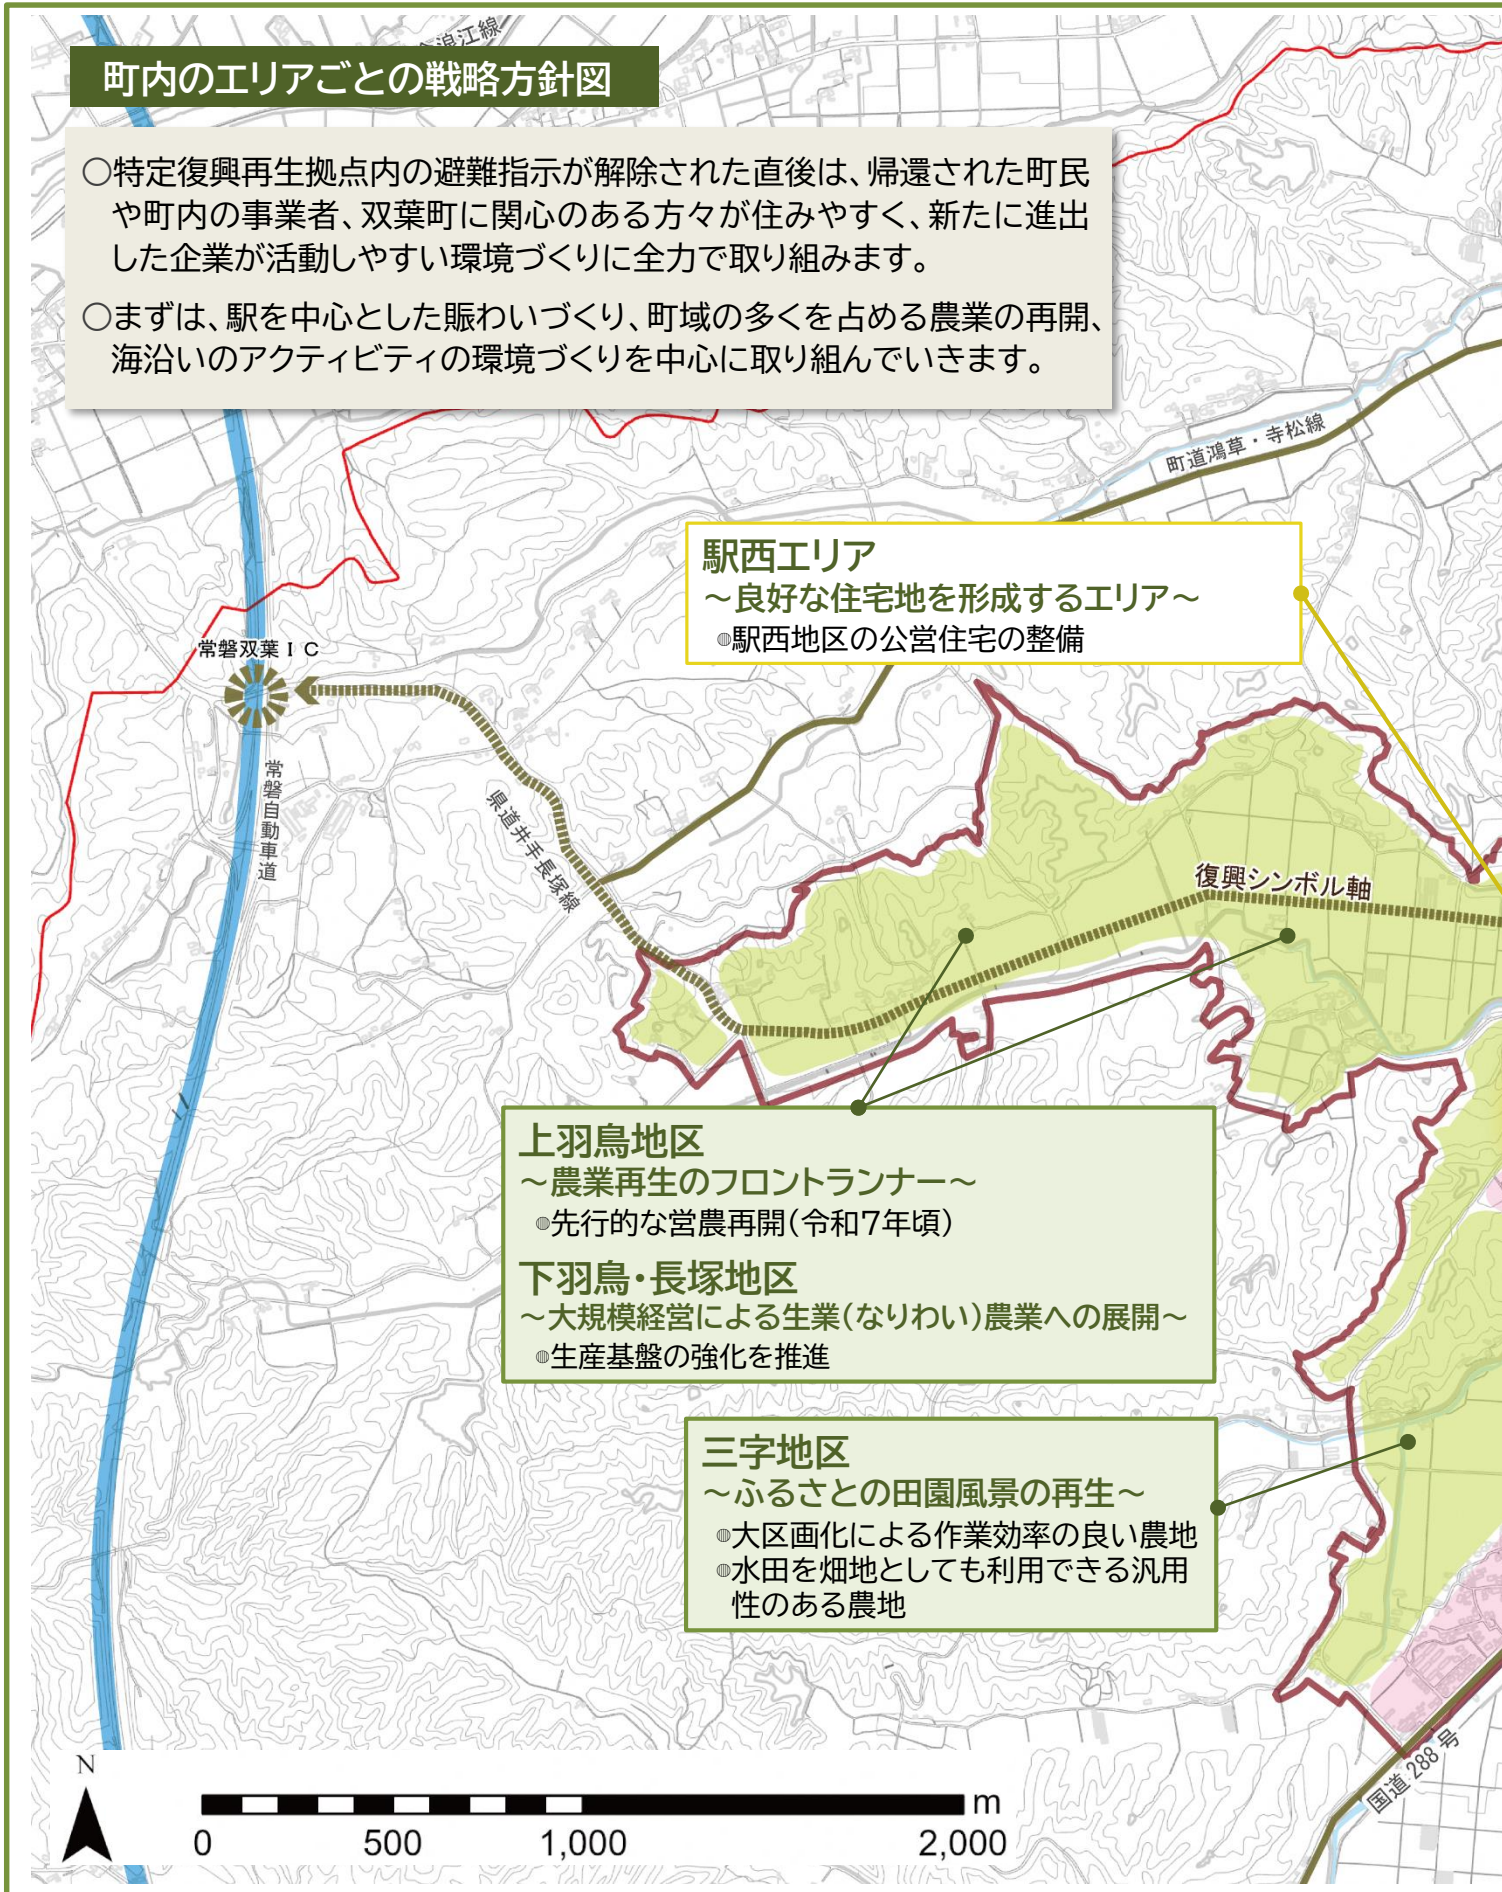 浪江線
町内のエリアごとの戦略方針図
○特定復興再生拠点内の避難指示が解除された直後は、帰還された町民
や町内の事業者、双葉町に関心のある方々が住みやすく、新たに進出
した企業が活動しやすい環境づくりに全力で取り組みます。
○まずは、駅を中心とした賑わいづくり、町域の多くを占める農業の再開、
海沿いのアクティビティの環境づくりを中心に取り組んでいきます。
町道鴻草・寺松線
駅西エリア
～良好な住宅地を形成するエリア～
◍駅西地区の公営住宅の整備
常磐双葉IC
常磐自動車道
県道井手長塚線
復興シンボル軸
上羽鳥地区
～農業再生のフロントランナー～
◍先行的な営農再開(令和7年頃)
下羽鳥・長塚地区
～大規模経営による生業(なりわい)農業への展開～
◍生産基盤の強化を推進
三字地区
～ふるさとの田園風景の再生～
◍大区画化による作業効率の良い農地
◍水田を畑地としても利用できる汎用
性のある農地
国道288号
N
m
0 500 1,000 2,000